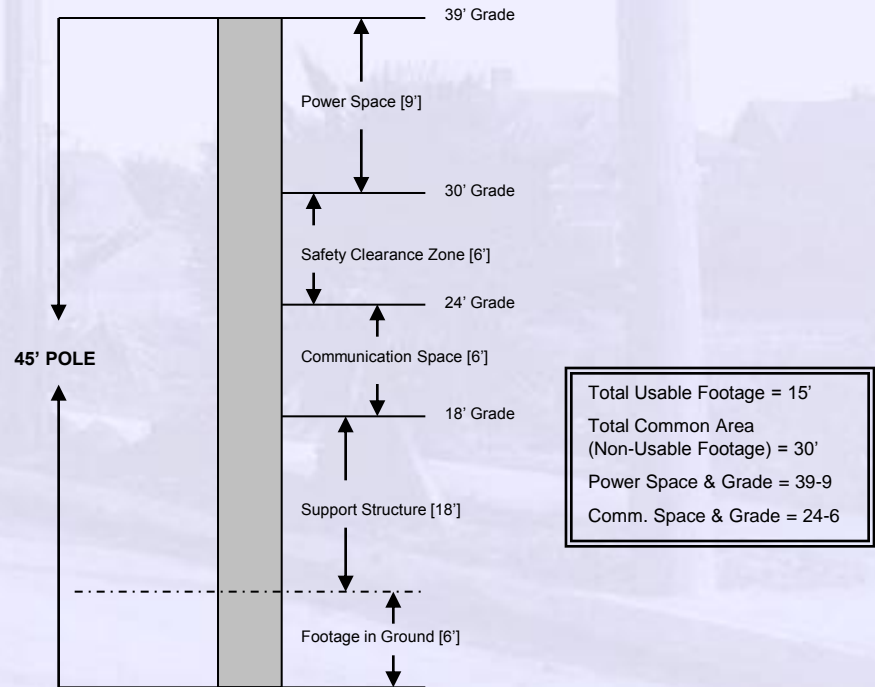 39’ Grade
Power Space [9’]
30’ Grade
Safety Clearance Zone [6’]
24’ Grade
45’ POLE
Communication Space [6’]
18’ Grade
Support Structure [18’]
Footage in Ground [6’]
Total Usable Footage = 15’
Total Common Area
(Non-Usable Footage) = 30’
Power Space & Grade = 39-9
Comm. Space & Grade = 24-6